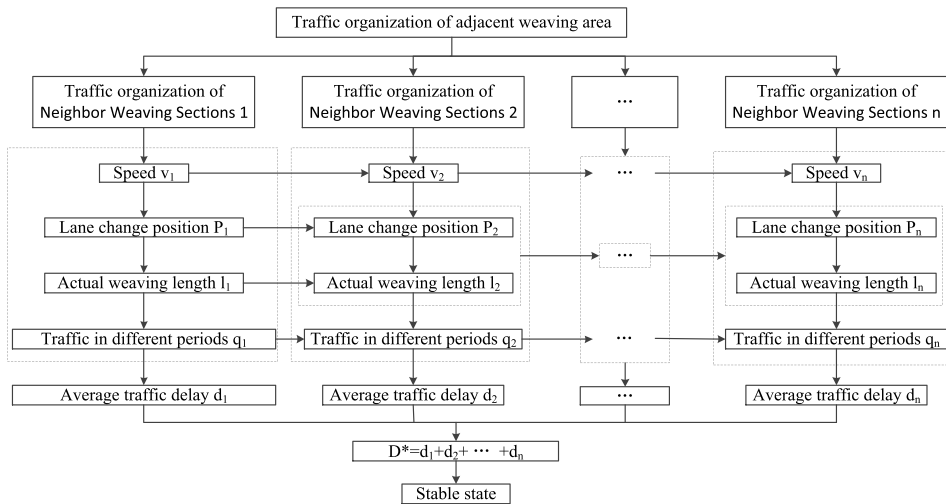 Traffic organization of adjacent weaving area
Traffic organization of
Neighbor Weaving Sections 1
Traffic organization of
Neighbor Weaving Sections 2
...
Traffic organization of
Neighbor Weaving Sections n
Speed v₁
Speed v₂
...
Speed vₙ
Lane change position P₁
Lane change position P₂
Lane change position Pₙ
...
Actual weaving length l₁
Actual weaving length l₂
Actual weaving length lₙ
Traffic in different periods q₁
Traffic in different periods q₂
...
Traffic in different periods qₙ
Average traffic delay d₁
Average traffic delay d₂
...
Average traffic delay dₙ
D*=d₁+d₂+ ... +dₙ
Stable state